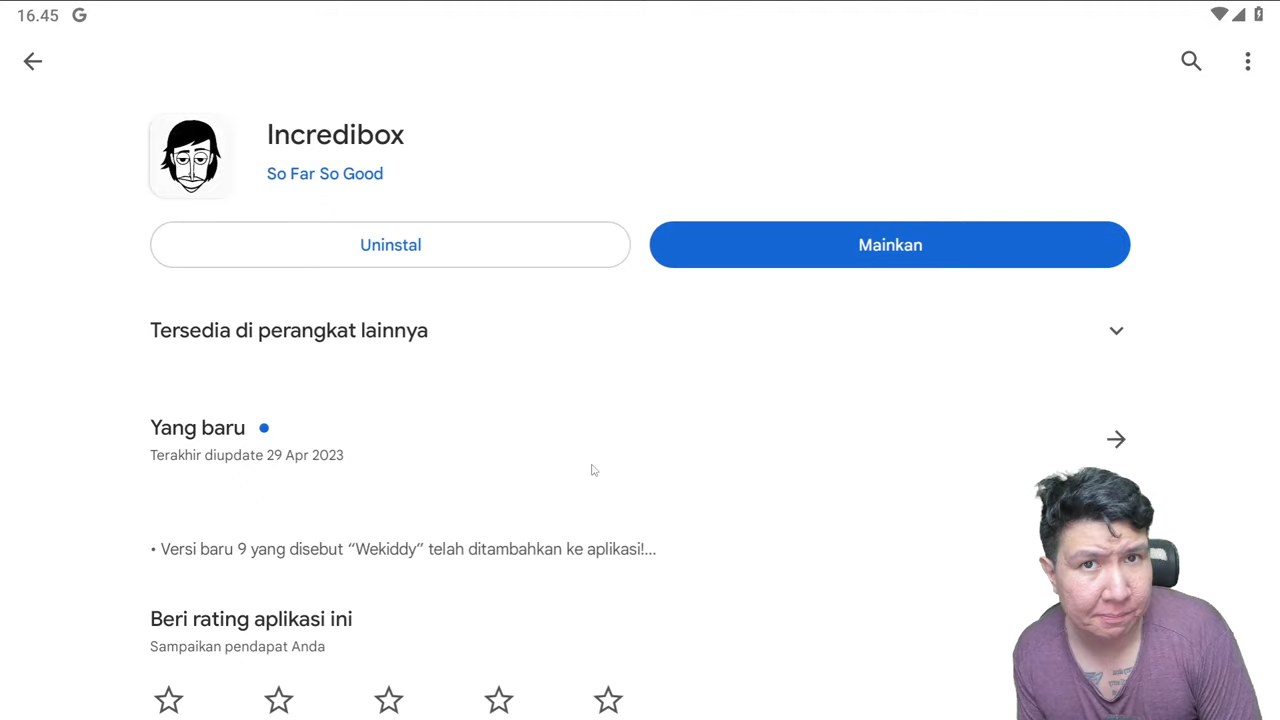 16.45 G
Incredibox
So Far So Good
Uninstal
Mainkan
Tersedia di perangkat lainnya
Yang baru
Terakhir diupdate 29 Apr 2023
• Versi baru 9 yang disebut “Wekiddy” telah ditambahkan ke aplikasi!...
Beri rating aplikasi ini
Sampaikan pendapat Anda